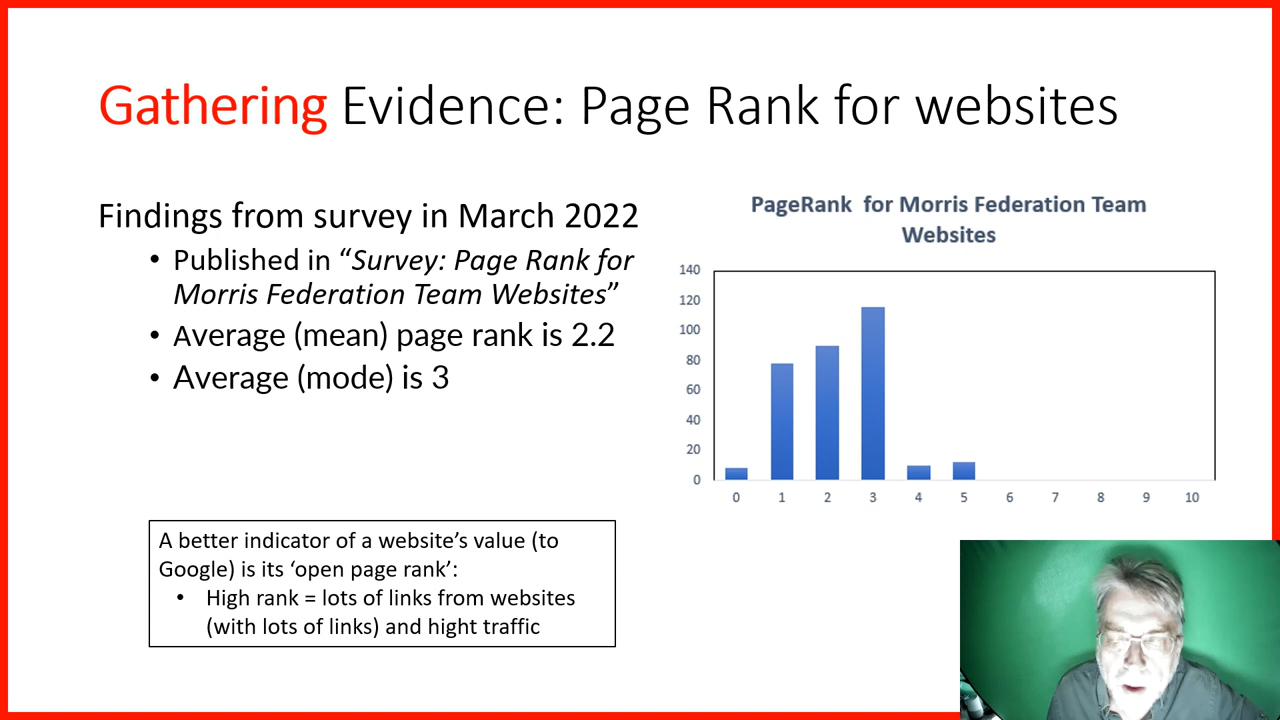 Gathering Evidence: Page Rank for websites
Findings from survey in March 2022
• Published in “Survey: Page Rank for
Morris Federation Team Websites”
• Average (mean) page rank is 2.2
• Average (mode) is 3
A better indicator of a website’s value (to
Google) is its ‘open page rank’:
• High rank = lots of links from websites
(with lots of links) and hight traffic
PageRank for Morris Federation Team
Websites
140
120
100
80
60
40
20
0
0 1 2 3 4 5 6 7 8 9 10